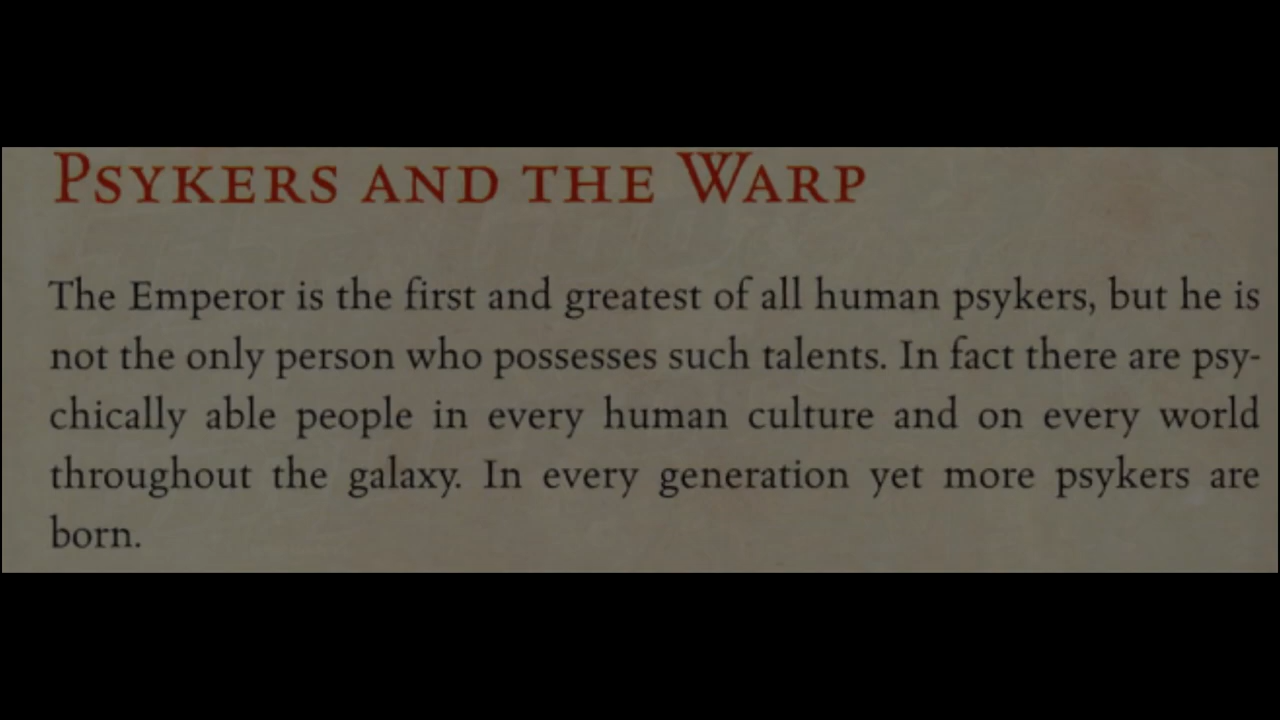 PSYKERS AND THE WARP
The Emperor is the first and greatest of all human psykers, but he is
not the only person who possesses such talents. In fact there are psy-
chically able people in every human culture and on every world
throughout the galaxy. In every generation yet more psykers are
born.